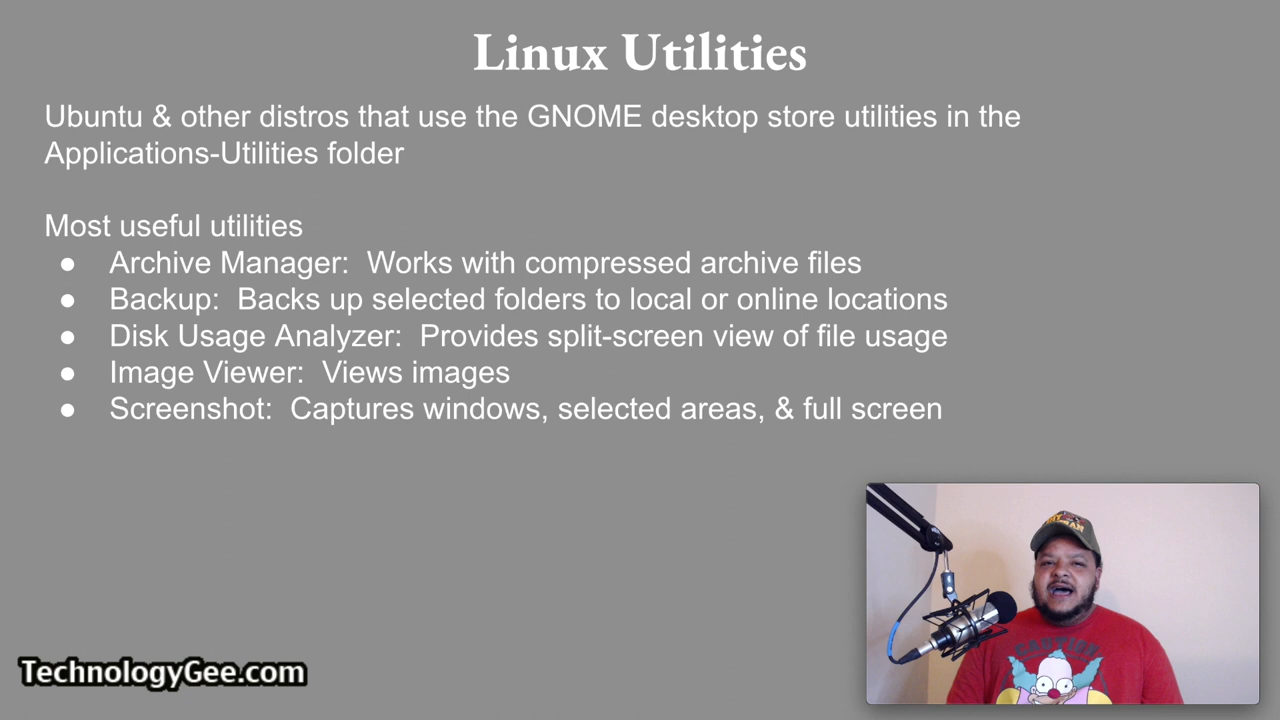 Linux Utilities
Ubuntu & other distros that use the GNOME desktop store utilities in the
Applications-Utilities folder
Most useful utilities
● Archive Manager: Works with compressed archive files
● Backup: Backs up selected folders to local or online locations
● Disk Usage Analyzer: Provides split-screen view of file usage
● Image Viewer: Views images
● Screenshot: Captures windows, selected areas, & full screen
CAUTION
TechnologyGee.com